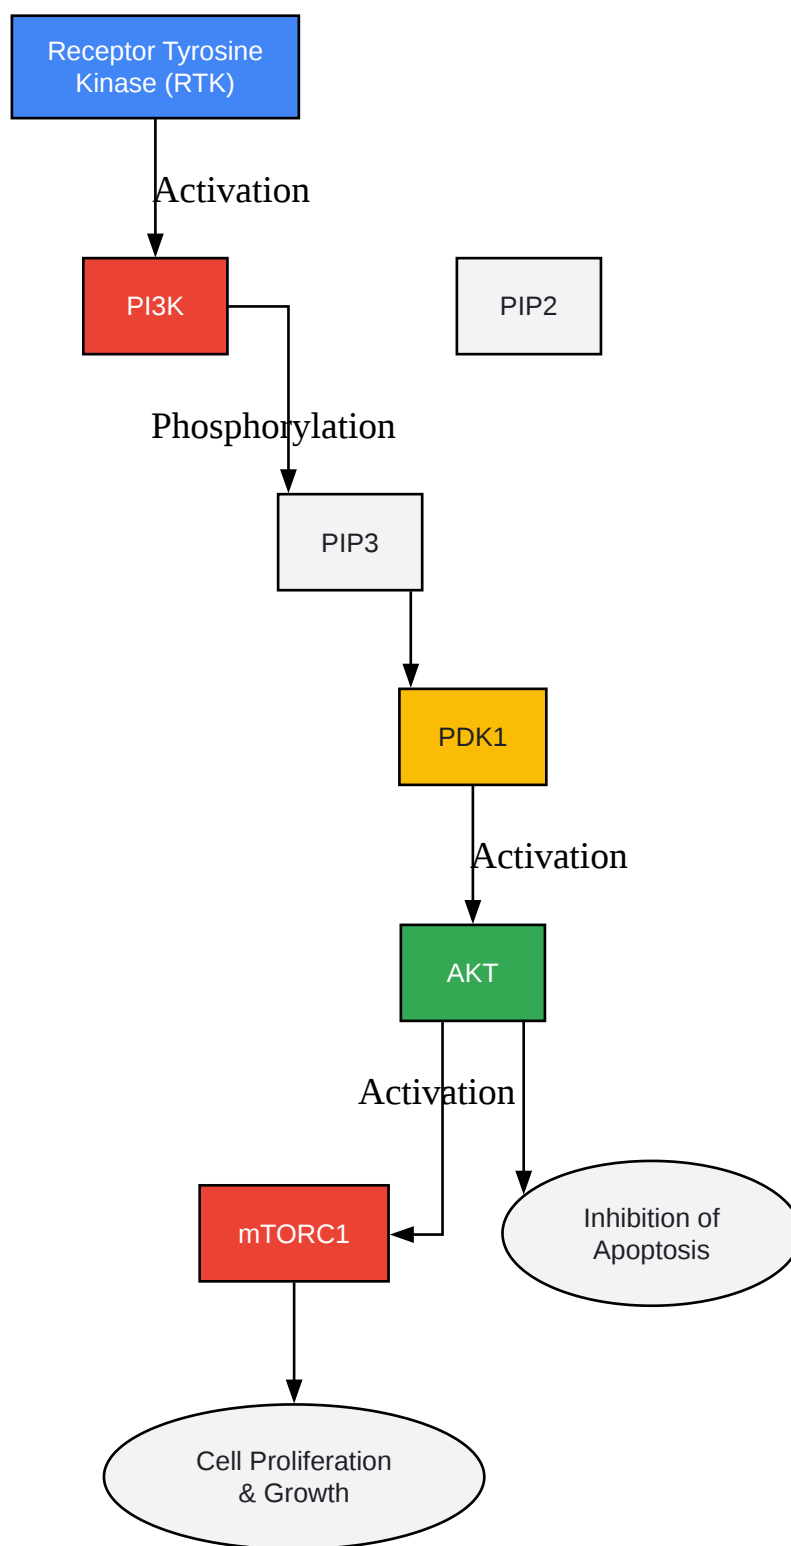 Receptor Tyrosine
Kinase (RTK)
Activation
PI3K
PIP2
Phosphorylation
PIP3
PDK1
Activation
AKT
Activation
mTORC1
Inhibition of
Apoptosis
Cell Proliferation
& Growth